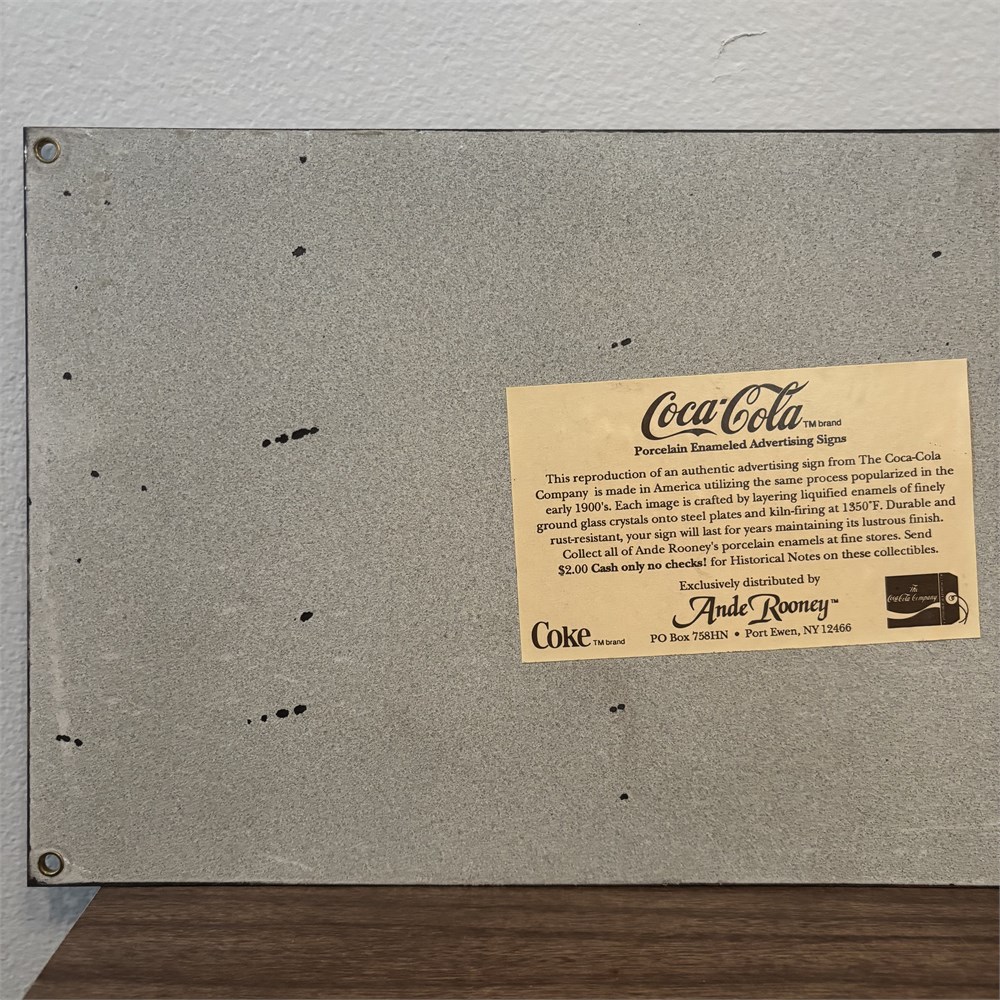 Coca-Cola TM brand
Porcelain Enameled Advertising Signs
This reproduction of an authentic advertising sign from The Coca-Cola
Company is made in America utilizing the same process popularized in the
early 1900's. Each image is crafted by layering liquified enamels of finely
ground glass crystals onto steel plates and kiln-firing at 1350°F. Durable and
rust-resistant, your sign will last for years maintaining its lustrous finish.
Collect all of Ande Rooney's porcelain enamels at fine stores. Send
$2.00 Cash only no checks! for Historical Notes on these collectibles.
Exclusively distributed by
Ande Rooney™
PO Box 758HN • Port Ewen, NY 12466
Coke TM brand
The
Coca-Cola Company